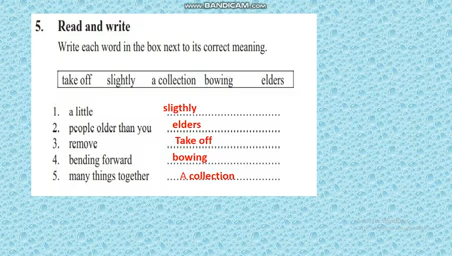 WWW.BANDICAM.COM
5. Read and write
Write each word in the box next to its correct meaning.
take off slightly a collection bowing elders
1. a little sligthly
2. people older than you elders
3. remove Take off
4. bending forward bowing
5. many things together A collection